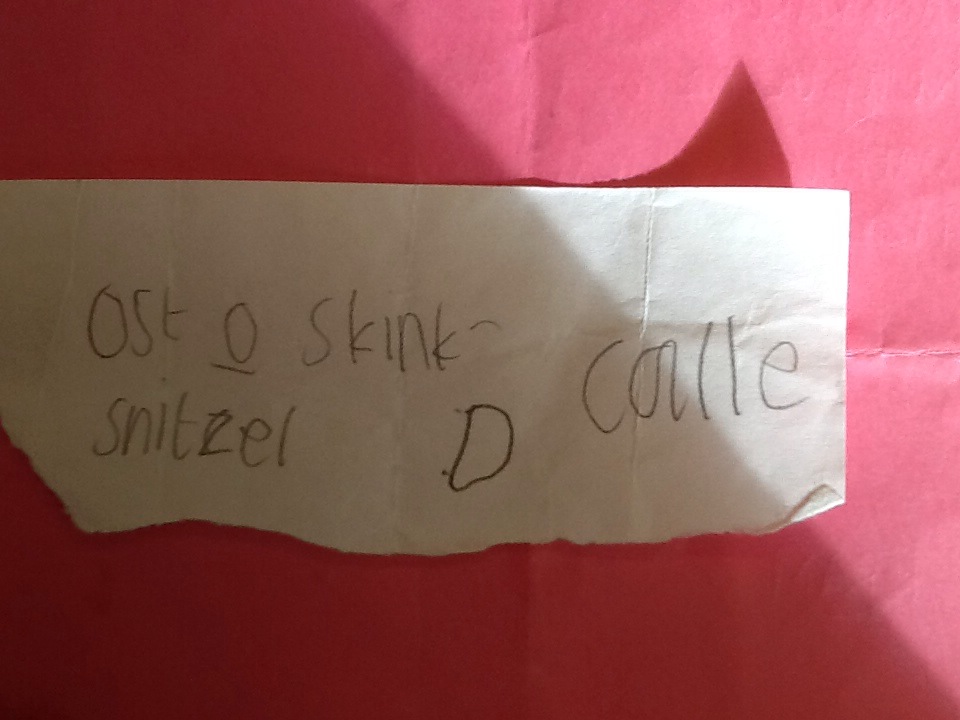 Ost o skink-
snitzel D
Calle